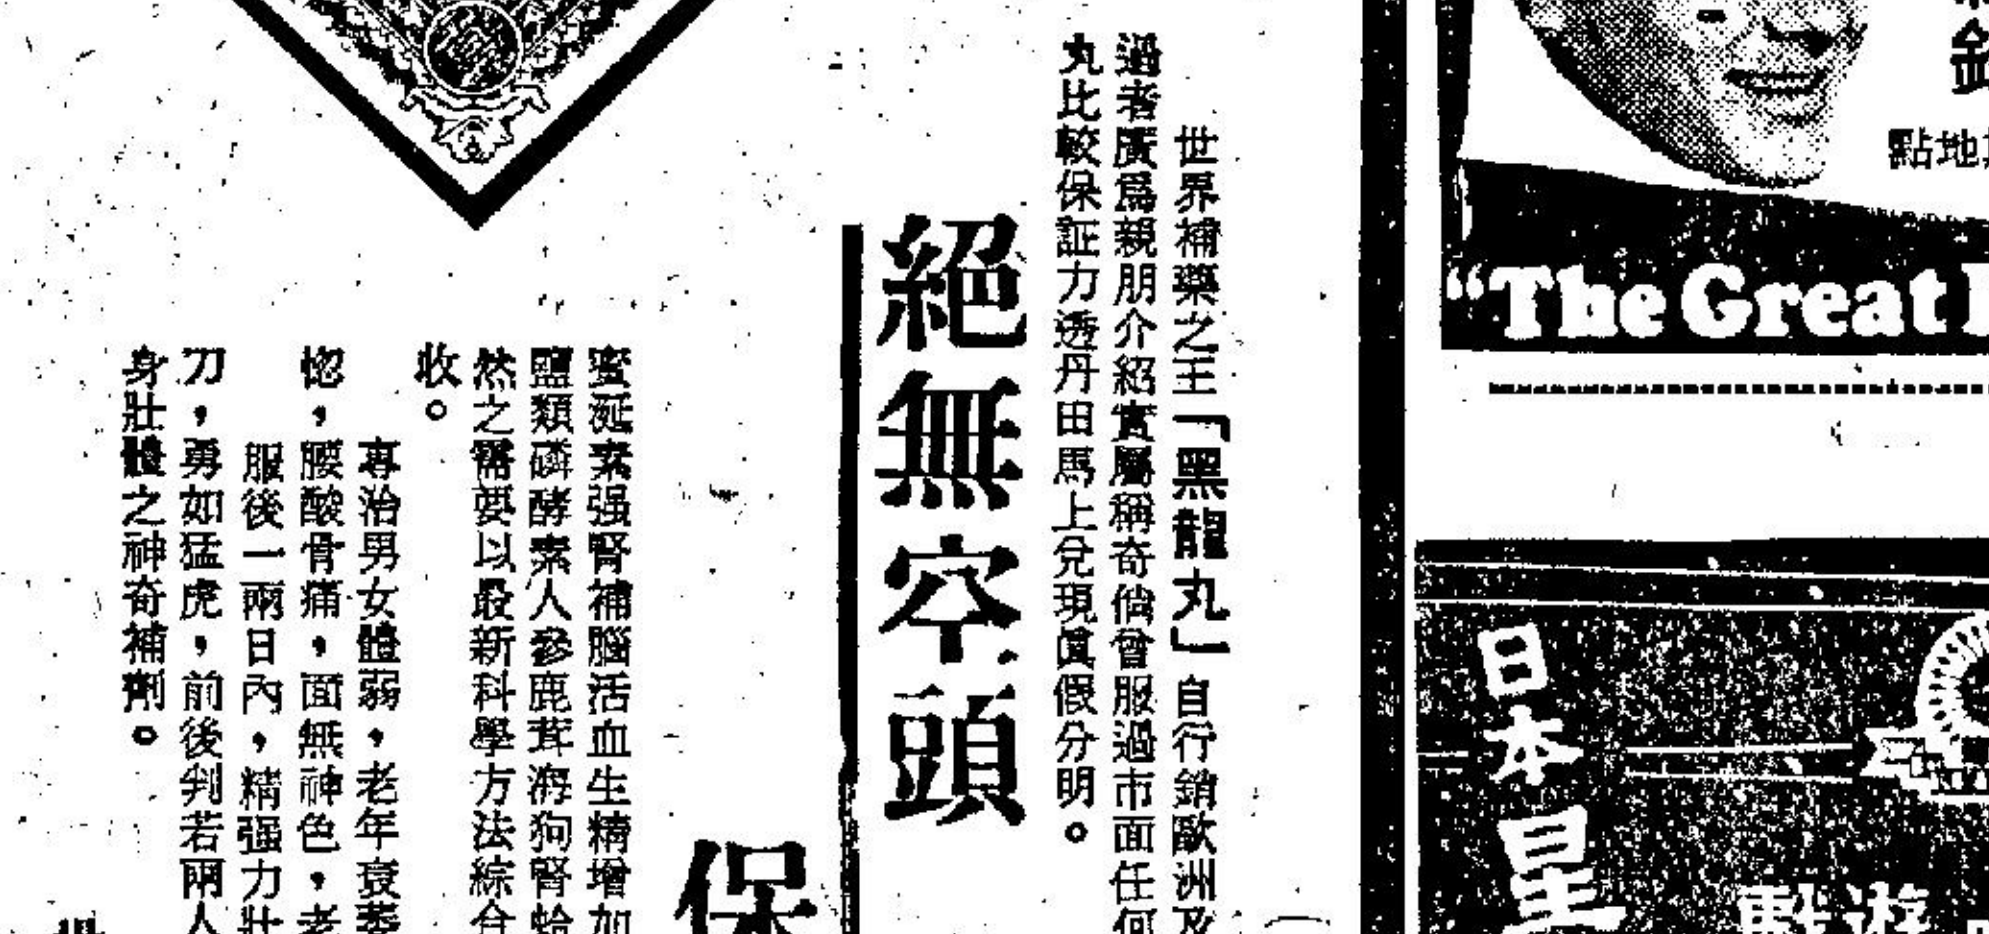 世界補藥之王「黑龍丸」自行銷歐洲及
過者廣爲親朋介紹實屬稱奇倘曾服過市面任何
丸比較保証力透丹田馬上兌現眞假分明。
絕無空頭
保
蜜涎素强腎補腦活血生精增加
鹽類磷酵素人參鹿茸海狗腎蛤
然之需要以最新科學方法綜合
收。
專治男女體弱,老年衰萎
惚,腰酸骨痛,面無神色,老
服後一兩日內,精强力壯
刀,勇如猛虎,前後判若兩人
身壯體之神奇補劑。
點地
“The Great
日本
遊